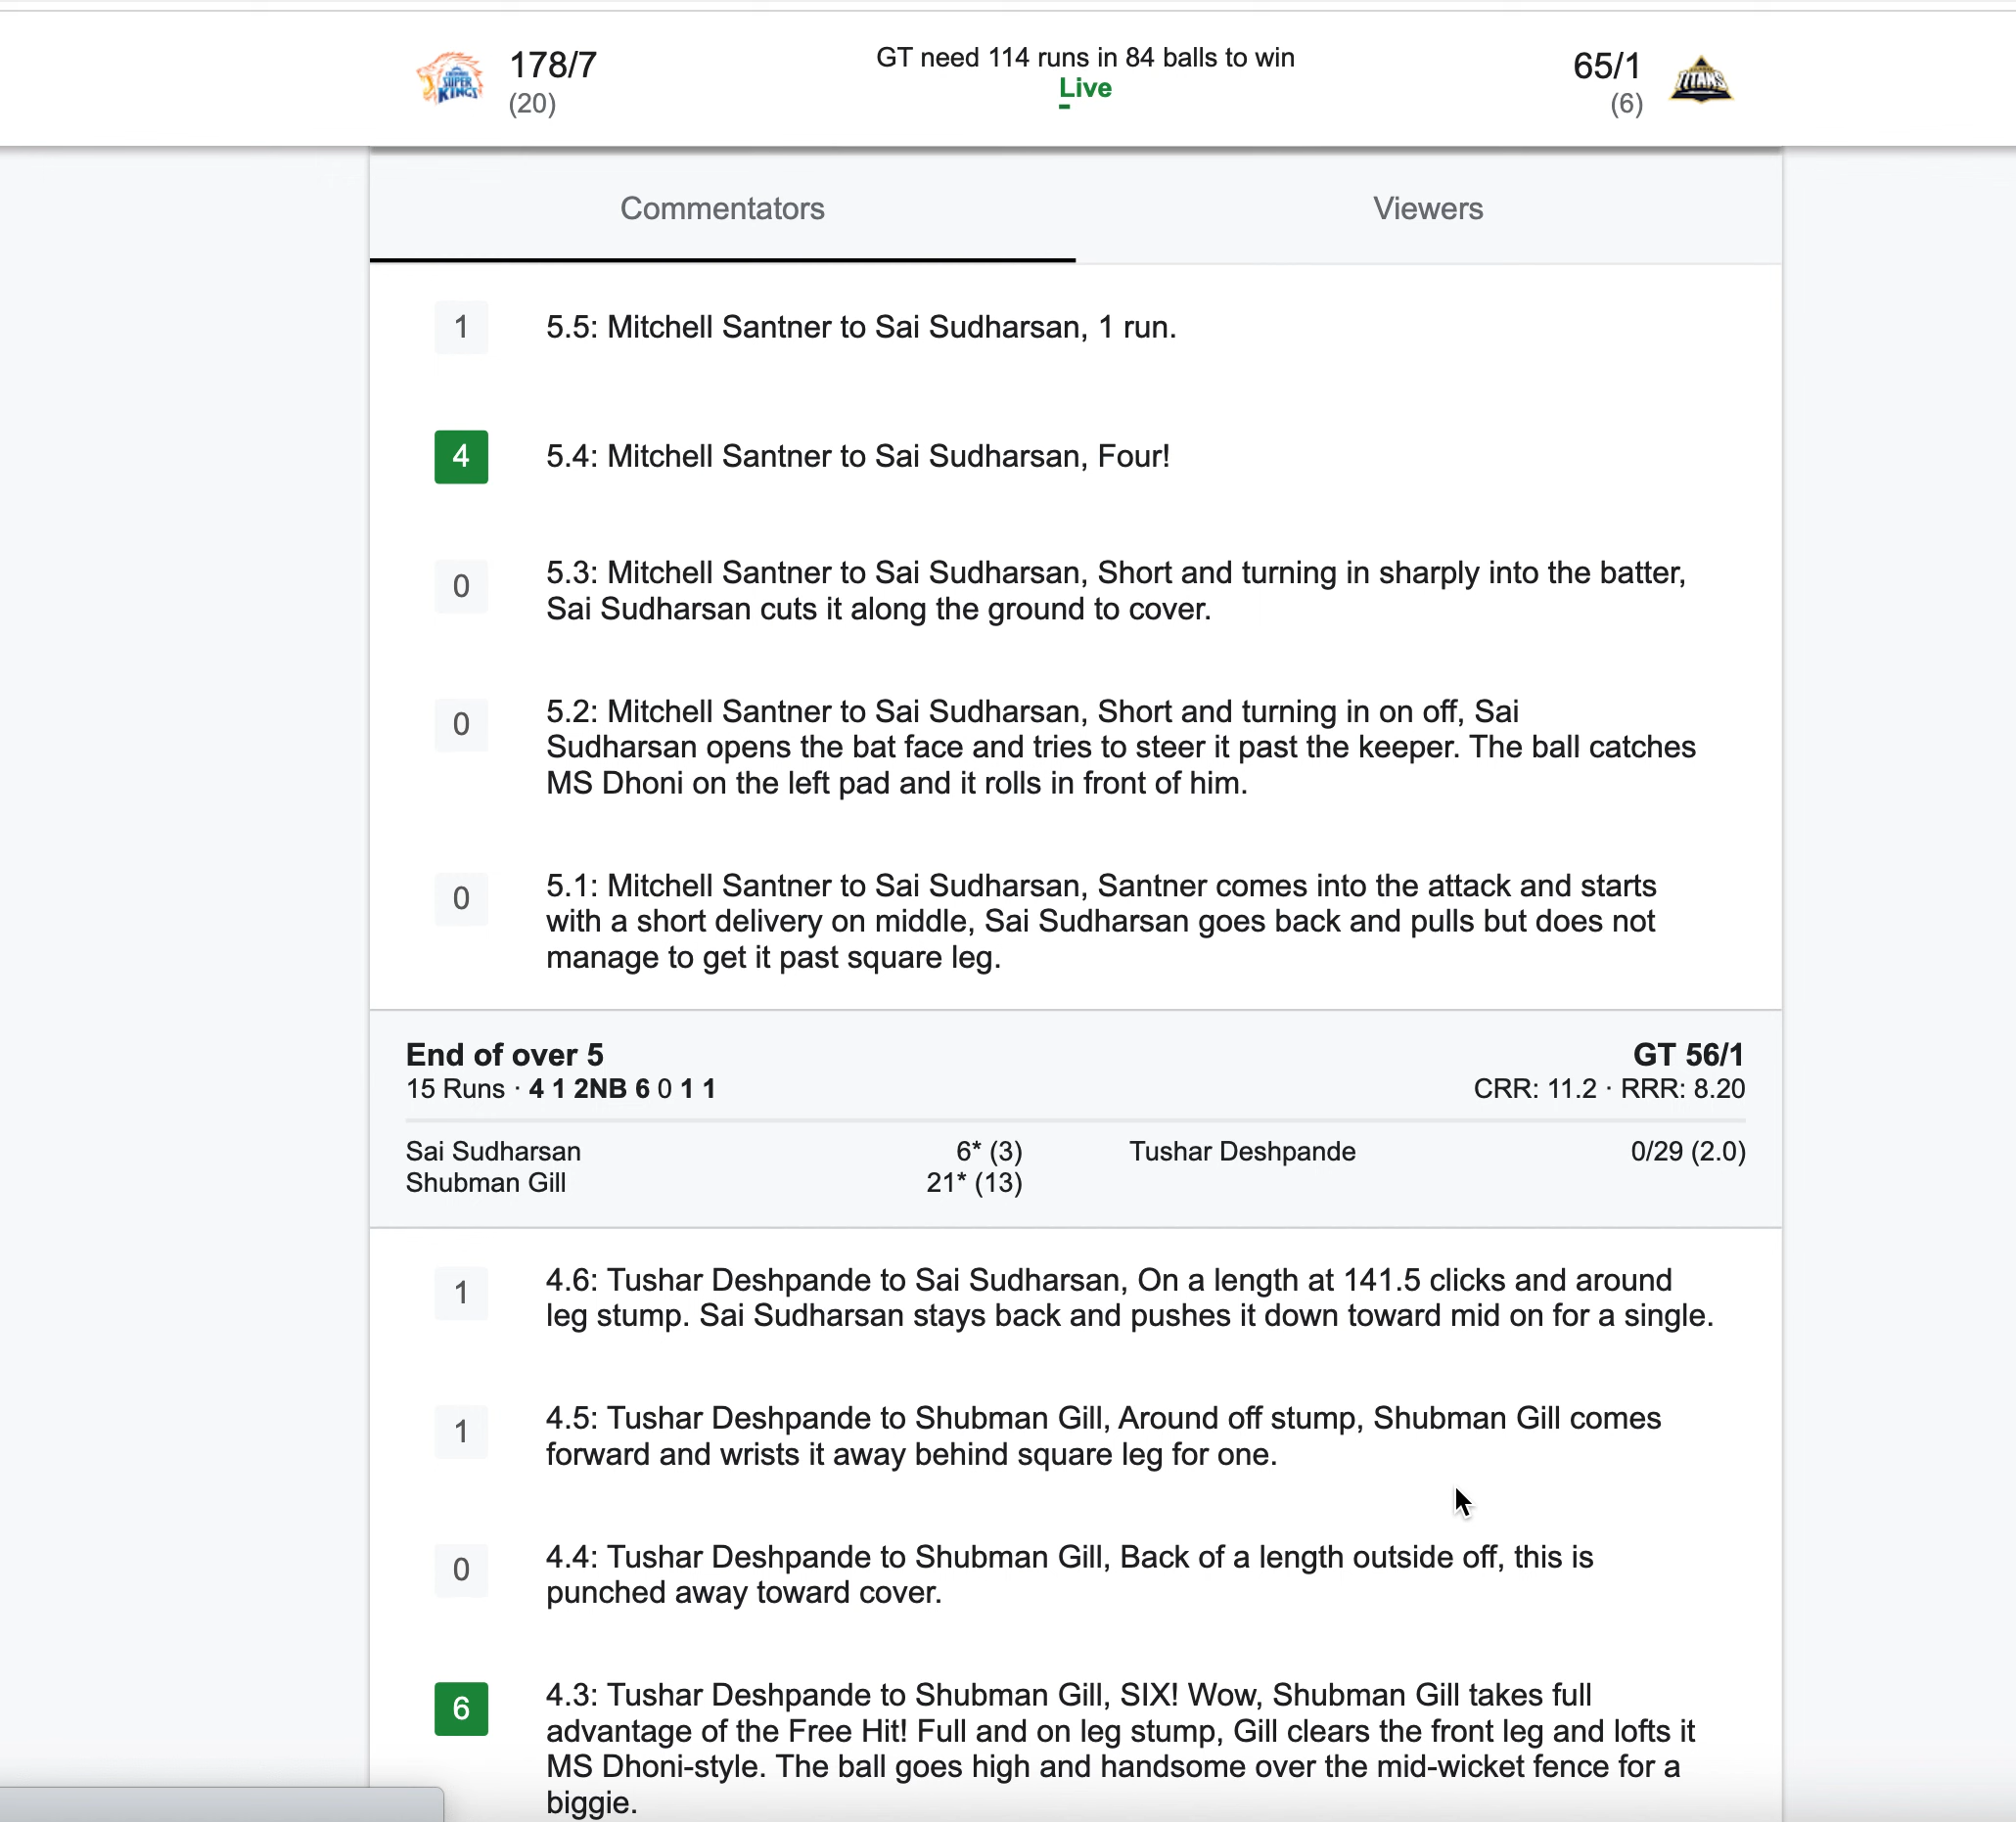 178/7
(20)
GT need 114 runs in 84 balls to win
Live
65/1
(6)
SUPER
KINGS
TITANS
Commentators
Viewers
1
5.5: Mitchell Santner to Sai Sudharsan, 1 run.
4
5.4: Mitchell Santner to Sai Sudharsan, Four!
0
5.3: Mitchell Santner to Sai Sudharsan, Short and turning in sharply into the batter,
Sai Sudharsan cuts it along the ground to cover.
0
5.2: Mitchell Santner to Sai Sudharsan, Short and turning in on off, Sai
Sudharsan opens the bat face and tries to steer it past the keeper. The ball catches
MS Dhoni on the left pad and it rolls in front of him.
0
5.1: Mitchell Santner to Sai Sudharsan, Santner comes into the attack and starts
with a short delivery on middle, Sai Sudharsan goes back and pulls but does not
manage to get it past square leg.
End of over 5
GT 56/1
15 Runs · 4 1 2NB 6 0 1 1
CRR: 11.2 · RRR: 8.20
Sai Sudharsan 6* (3)
Tushar Deshpande 0/29 (2.0)
Shubman Gill 21* (13)
1
4.6: Tushar Deshpande to Sai Sudharsan, On a length at 141.5 clicks and around
leg stump. Sai Sudharsan stays back and pushes it down toward mid on for a single.
1
4.5: Tushar Deshpande to Shubman Gill, Around off stump, Shubman Gill comes
forward and wrists it away behind square leg for one.
0
4.4: Tushar Deshpande to Shubman Gill, Back of a length outside off, this is
punched away toward cover.
6
4.3: Tushar Deshpande to Shubman Gill, SIX! Wow, Shubman Gill takes full
advantage of the Free Hit! Full and on leg stump, Gill clears the front leg and lofts it
MS Dhoni-style. The ball goes high and handsome over the mid-wicket fence for a
biggie.